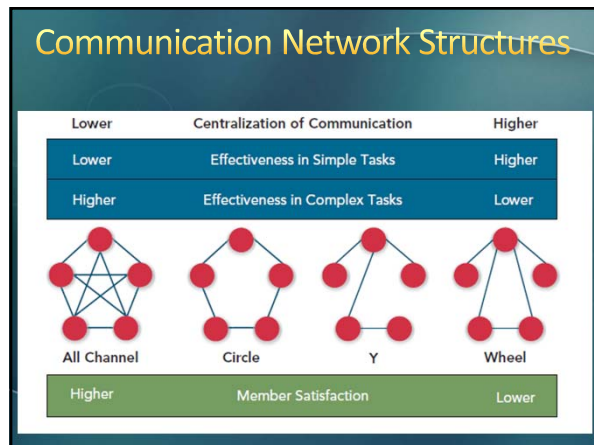 Communication Network Structures
Lower Centralization of Communication Higher
Lower Effectiveness in Simple Tasks Higher
Higher Effectiveness in Complex Tasks Lower
All Channel Circle Y Wheel
Higher Member Satisfaction Lower